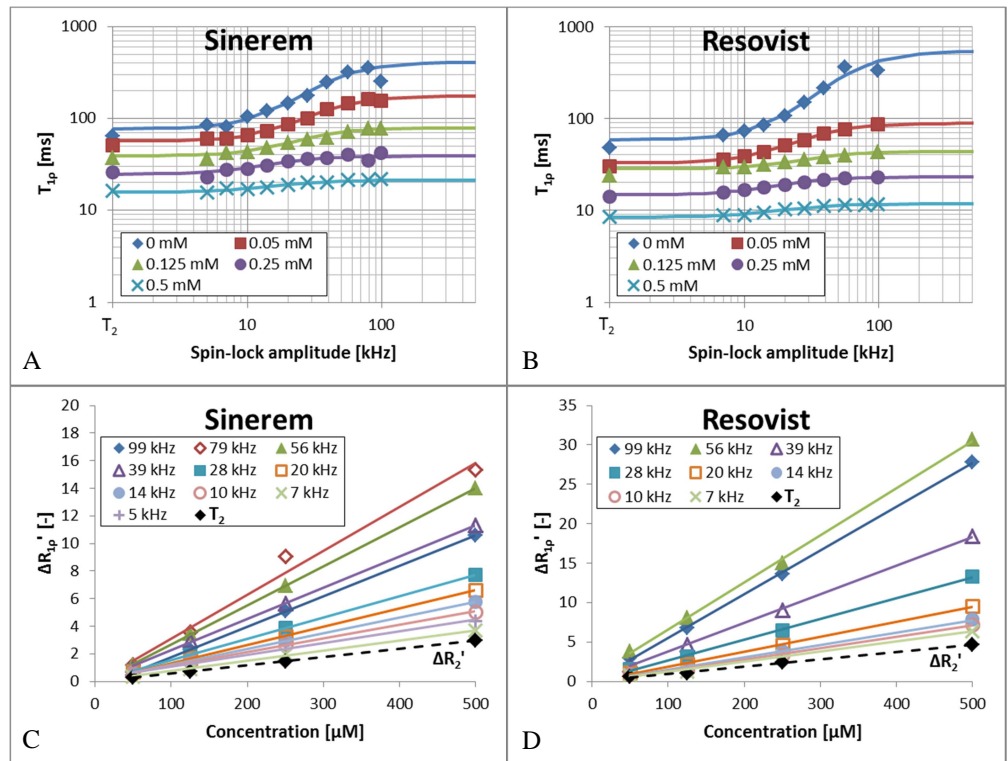 Sinerem
1000
100
10
1
T1ρ [ms]
0 mM
0.05 mM
0.125 mM
0.25 mM
0.5 mM
T2
10
100
Spin-lock amplitude [kHz]
A
Resovist
1000
100
10
1
T1ρ [ms]
0 mM
0.05 mM
0.125 mM
0.25 mM
0.5 mM
T2
10
100
Spin-lock amplitude [kHz]
B
Sinerem
20
18
16
14
12
10
8
6
4
2
0
ΔR1ρ' [-]
99 kHz
79 kHz
56 kHz
39 kHz
28 kHz
20 kHz
14 kHz
10 kHz
7 kHz
5 kHz
T2
ΔR2'
0
100
200
300
400
500
Concentration [µM]
C
Resovist
35
30
25
20
15
10
5
0
ΔR1ρ' [-]
99 kHz
56 kHz
39 kHz
28 kHz
20 kHz
14 kHz
10 kHz
7 kHz
T2
ΔR2'
0
100
200
300
400
500
Concentration [µM]
D